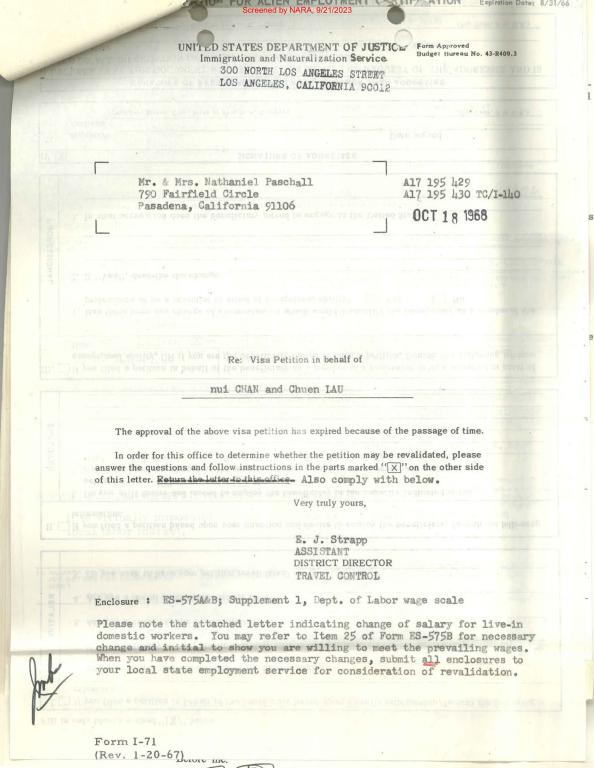 FOR ALIEN EMPLOYMENT CERTIFICATION Expiration Date: 8/31/66
Screened by NARA, 9/21/2023
UNITED STATES DEPARTMENT OF JUSTICE
Form Approved
Immigration and Naturalization Service
Budget Bureau No. 43-R409.3
300 NORTH LOS ANGELES STREET
LOS ANGELES, CALIFORNIA 90012
Mr. & Mrs. Nathaniel Paschall A17 195 429
790 Fairfield Circle A17 195 430 TC/I-140
Pasadena, California 91106
OCT 18 1968
Re: Visa Petition in behalf of
nui CHAN and Chuen LAU
The approval of the above visa petition has expired because of the passage of time.
In order for this office to determine whether the petition may be revalidated, please
answer the questions and follow instructions in the parts marked "[X]" on the other side
of this letter. Return the letter to this office. Also comply with below.
Very truly yours,
E. J. Strapp
ASSISTANT
DISTRICT DIRECTOR
TRAVEL CONTROL
Enclosure : ES-575A&B; Supplement 1, Dept. of Labor wage scale
Please note the attached letter indicating change of salary for live-in
domestic workers. You may refer to Item 25 of Form ES-575B for necessary
change and initial to show you are willing to meet the prevailing wages.
When you have completed the necessary changes, submit all enclosures to
your local state employment service for consideration of revalidation.
Form I-71
(Rev. 1-20-67)
Before me.